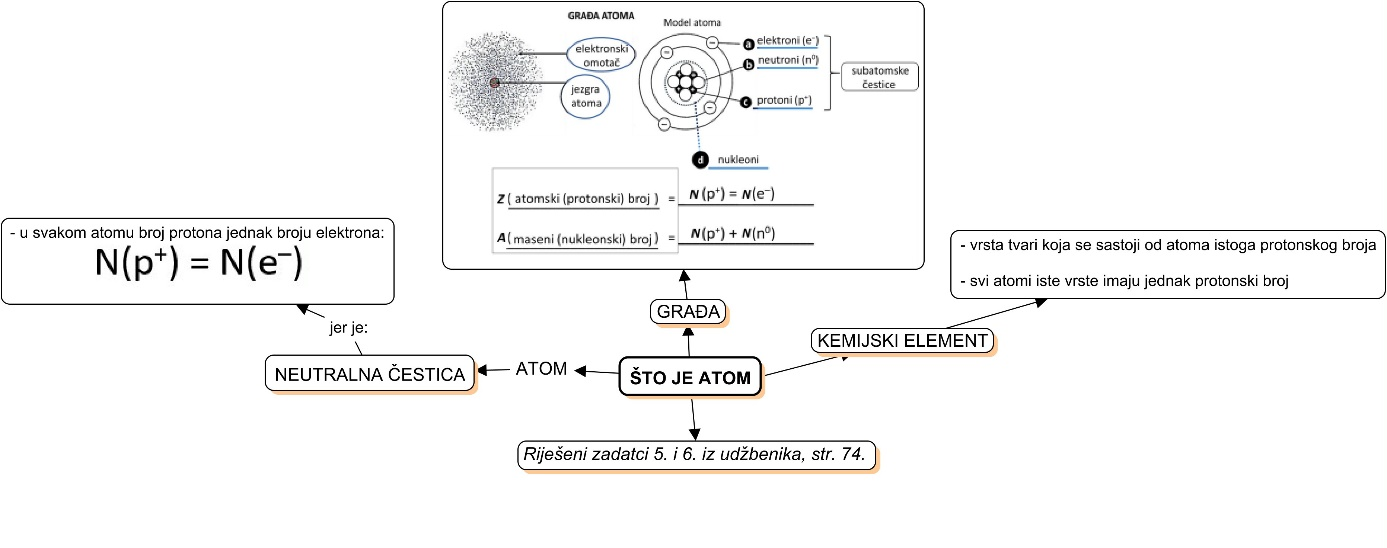 GRAĐA ATOMA
Model atoma
elektronski
omotač
jezgra
atoma
a elektroni (e⁻)
b neutroni (n⁰)
c protoni (p⁺)
subatomske
čestice
d nukleoni
Z ( atomski (protonski) broj ) = N(p⁺) = N(e⁻)
A (maseni (nukleonski) broj ) = N(p⁺) + N(n⁰)
- u svakom atomu broj protona jednak broju elektrona:
N(p⁺) = N(e⁻)
- vrsta tvari koja se sastoji od atoma istoga protonskog broja
- svi atomi iste vrste imaju jednak protonski broj
GRAĐA
jer je:
KEMIJSKI ELEMENT
NEUTRALNA ČESTICA
ATOM
ŠTO JE ATOM
Riješeni zadatci 5. i 6. iz udžbenika, str. 74.